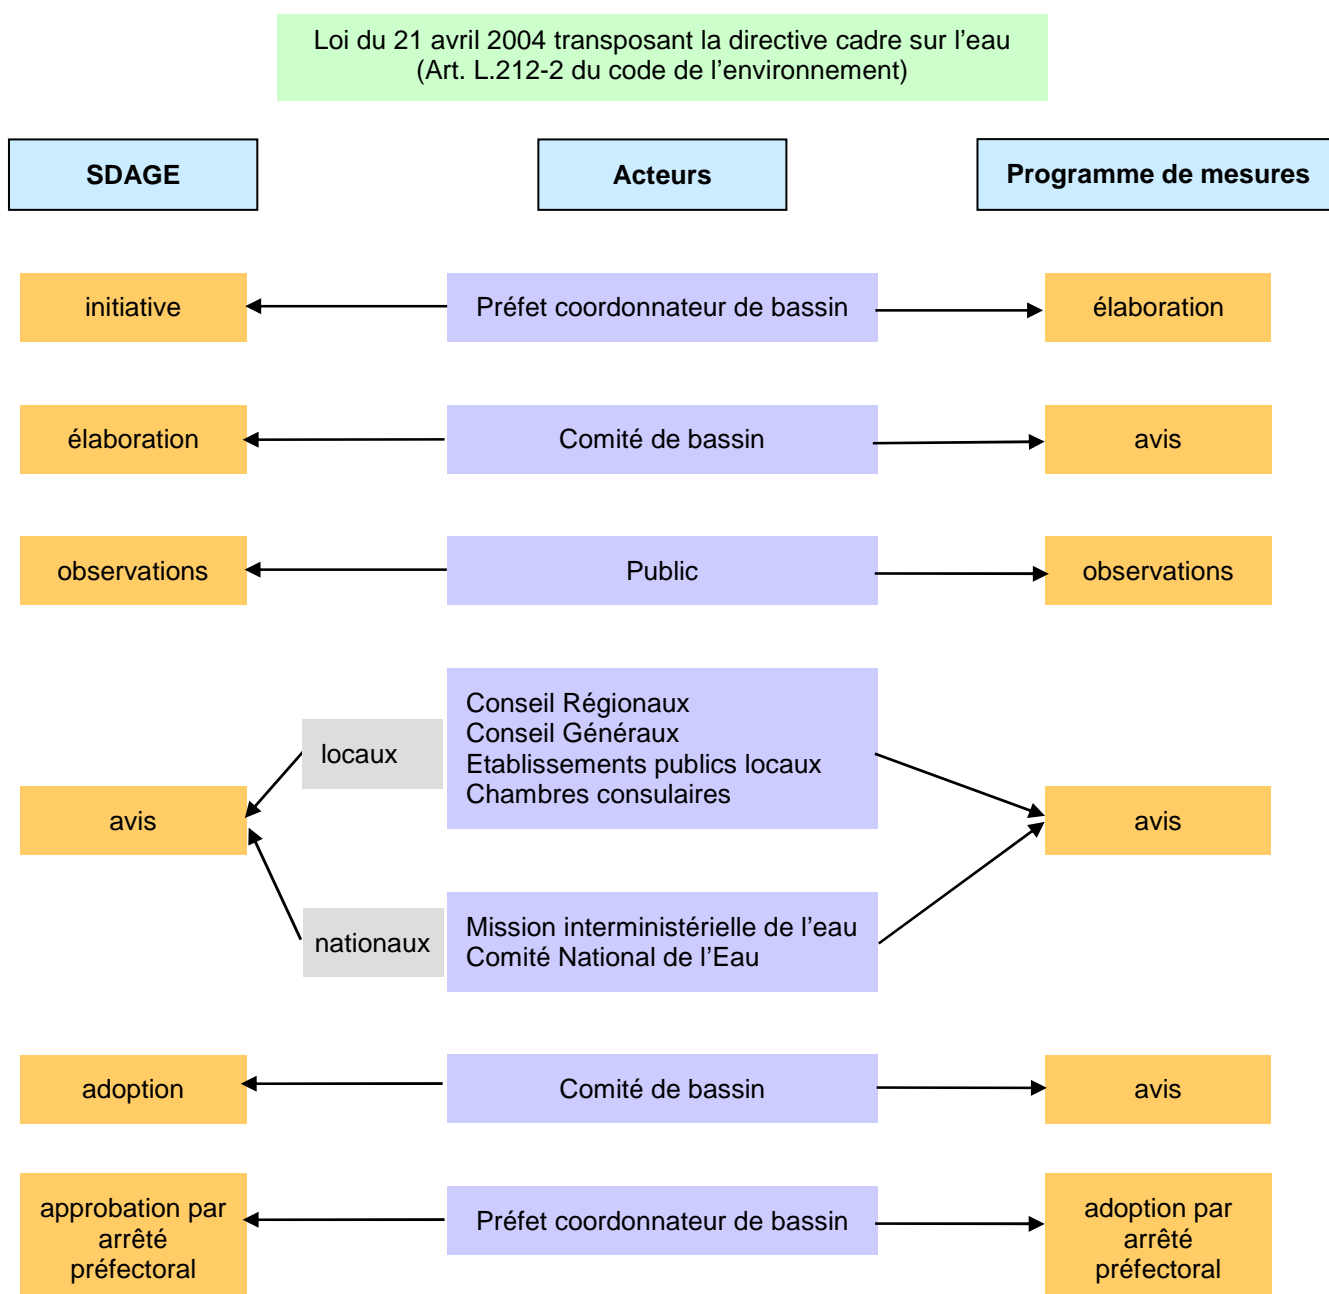 Loi du 21 avril 2004 transposant la directive cadre sur l’eau
(Art. L.212-2 du code de l’environnement)
SDAGE
Acteurs
Programme de mesures
initiative
Préfet coordonnateur de bassin
élaboration
élaboration
Comité de bassin
avis
observations
Public
observations
avis
locaux
Conseil Régionaux
Conseil Généraux
Etablissements publics locaux
Chambres consulaires
avis
nationaux
Mission interministérielle de l’eau
Comité National de l’Eau
adoption
Comité de bassin
avis
approbation par
arrêté
préfectoral
Préfet coordonnateur de bassin
adoption par
arrêté
préfectoral